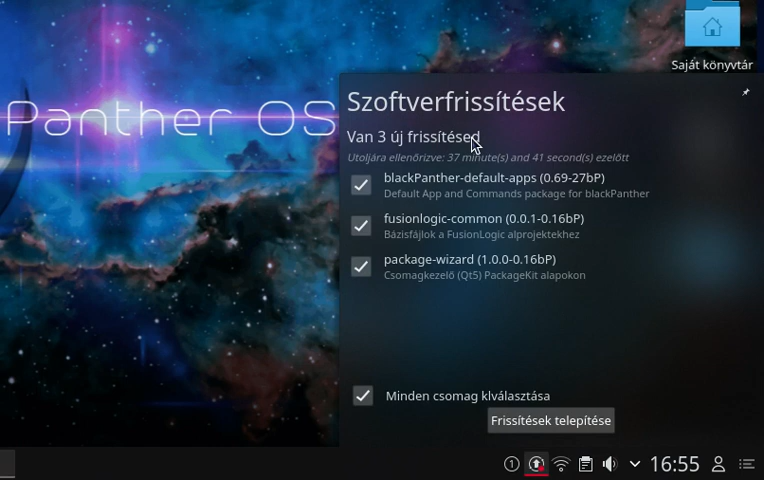 Panther OS
Saját könyvtár
Szoftverfrissítések
Van 3 új frissítésed
Utoljára ellenőrizve: 37 minute(s) and 41 second(s) ezelőtt
blackPanther-default-apps (0.69-27bP)
Default App and Commands package for blackPanther
fusionlogic-common (0.0.1-0.16bP)
Bázisfájlok a FusionLogic alprojektekhez
package-wizard (1.0.0-0.16bP)
Csomagkezelő (Qt5) PackageKit alapokon
Minden csomag klválasztása
Frissítések telepítése
1
16:55